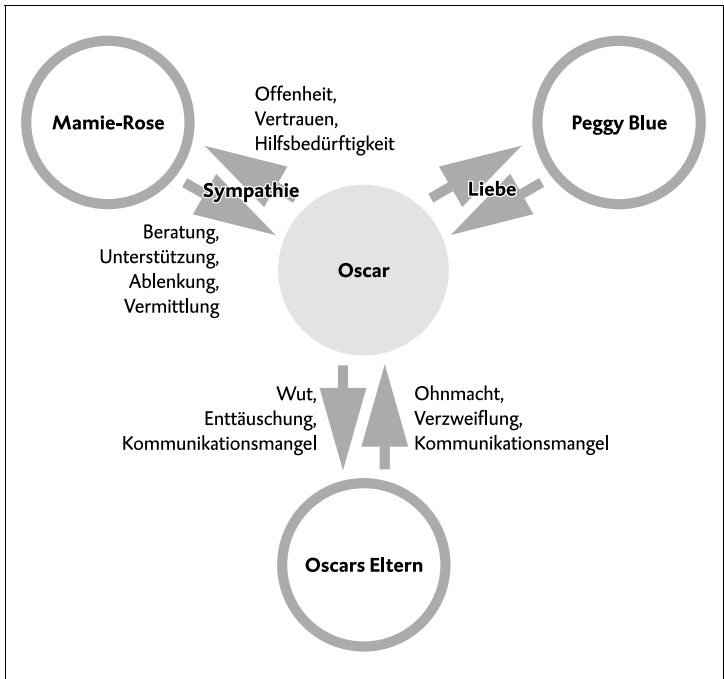 Mamie-Rose
Offenheit,
Vertrauen,
Hilfsbedürftigkeit
Peggy Blue
Sympathie
Liebe
Beratung,
Unterstützung,
Ablenkung,
Vermittlung
Oscar
Wut,
Enttäuschung,
Kommunikationsmangel
Ohnmacht,
Verzweiflung,
Kommunikationsmangel
Oscars Eltern